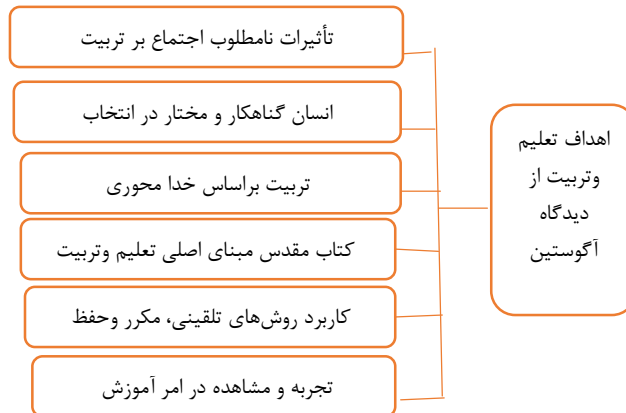 اهداف تعلیم
وتربیت از
دیدگاه
آگوستین
تأثیرات نامطلوب اجتماع بر تربیت
انسان گناهکار و مختار در انتخاب
تربیت براساس خدا محوری
کتاب مقدس مبنای اصلی تعلیم وتربیت
کاربرد روش‌های تلقینی، مکرر وحفظ
تجربه و مشاهده در امر آموزش